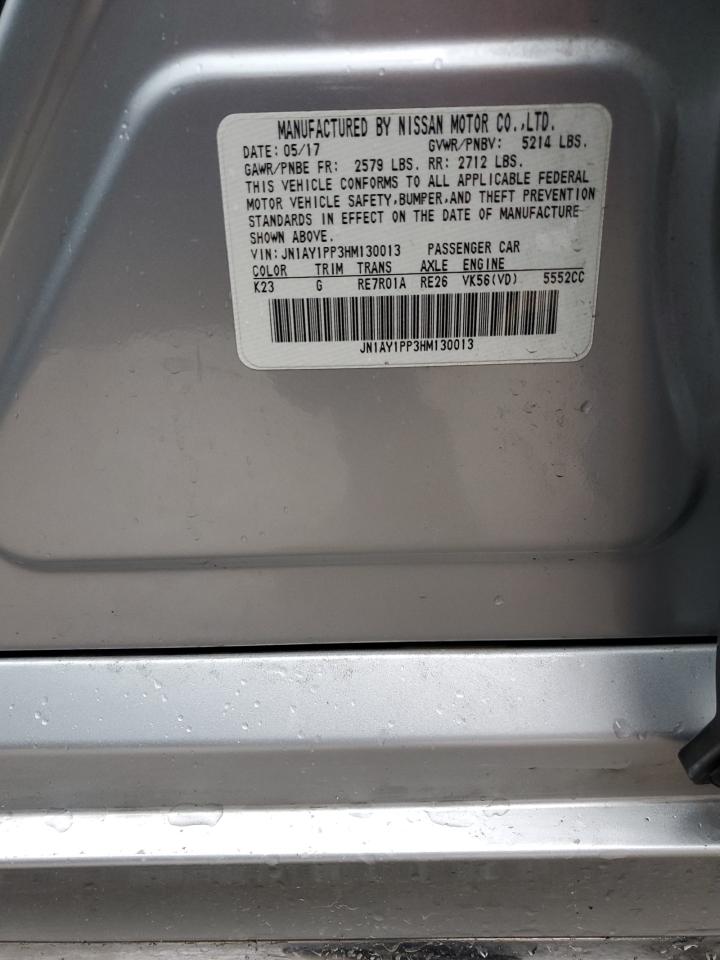 MANUFACTURED BY NISSAN MOTOR CO.,LTD.
DATE: 05/17 GVWR/PNBV: 5214 LBS.
GAWR/PNBE FR: 2579 LBS. RR: 2712 LBS.
THIS VEHICLE CONFORMS TO ALL APPLICABLE FEDERAL
MOTOR VEHICLE SAFETY,BUMPER,AND THEFT PREVENTION
STANDARDS IN EFFECT ON THE DATE OF MANUFACTURE
SHOWN ABOVE.
VIN: JN1AY1PP3HM130013 PASSENGER CAR
COLOR TRIM TRANS AXLE ENGINE
K23 G RE7R01A RE26 VK56(VD) 5552CC
JN1AY1PP3HM130013